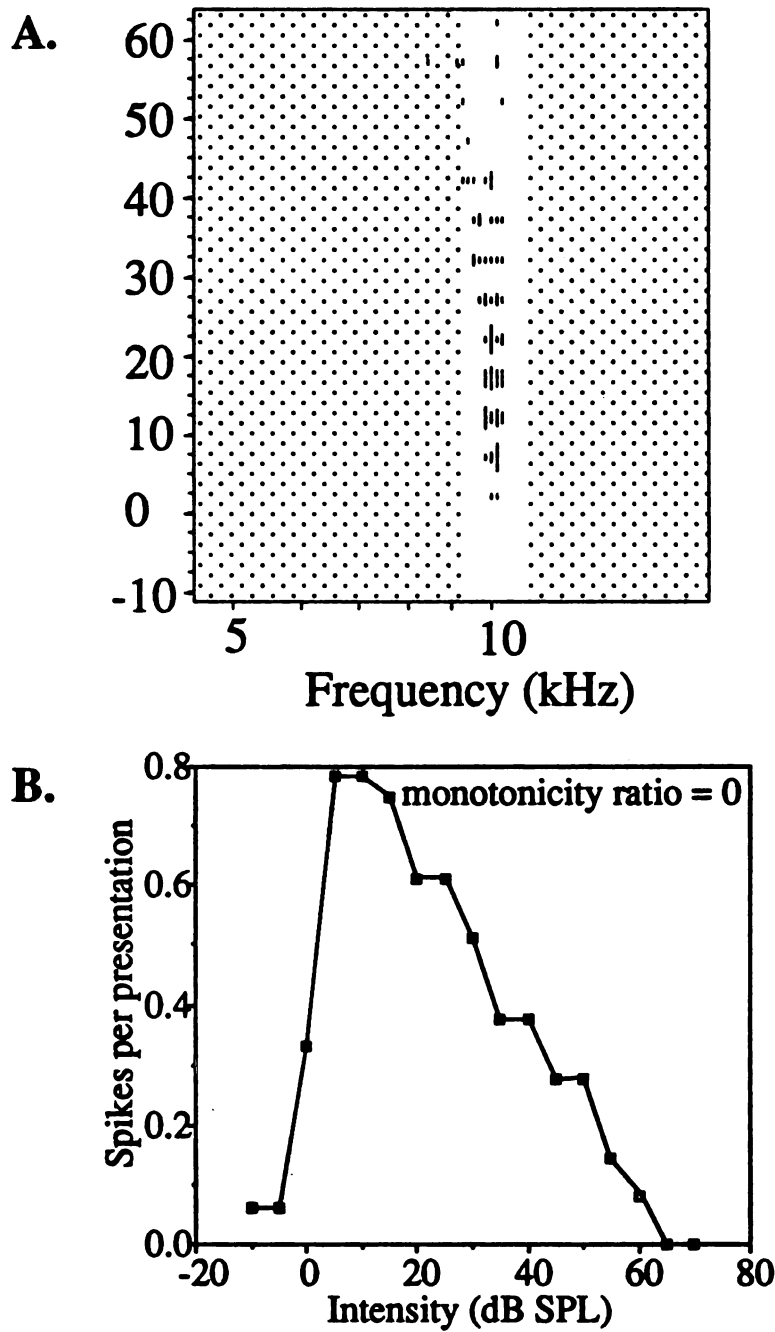 A.
60
50
40
30
20
10
0
-10
5 10
Frequency (kHz)
B.
0.8
monotonicity ratio = 0
0.6
0.4
0.2
0.0
Spikes per presentation
-20 0 20 40 60 80
Intensity (dB SPL)